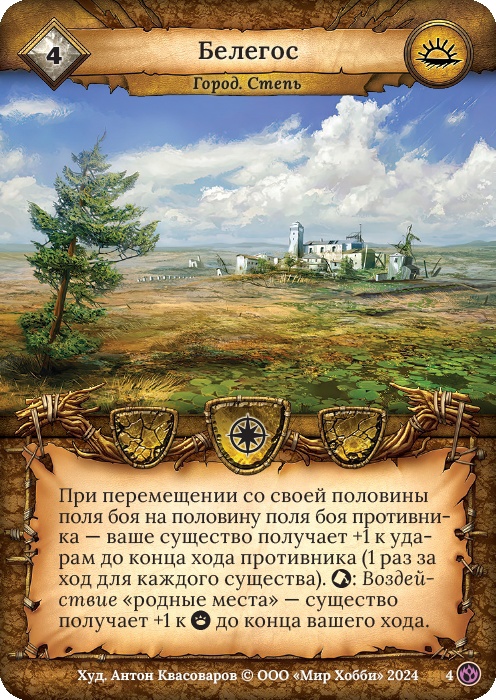 4
Белегос
Город. Степь
При перемещении со своей половины
поля боя на половину поля боя противни-
ка — ваше существо получает +1 к уда-
рам до конца хода противника (1 раз за
ход для каждого существа). : Воздей-
ствие «родные места» — существо
получает +1 к до конца вашего хода.
Худ. Антон Квасоваров © ООО «Мир Хобби» 2024
4